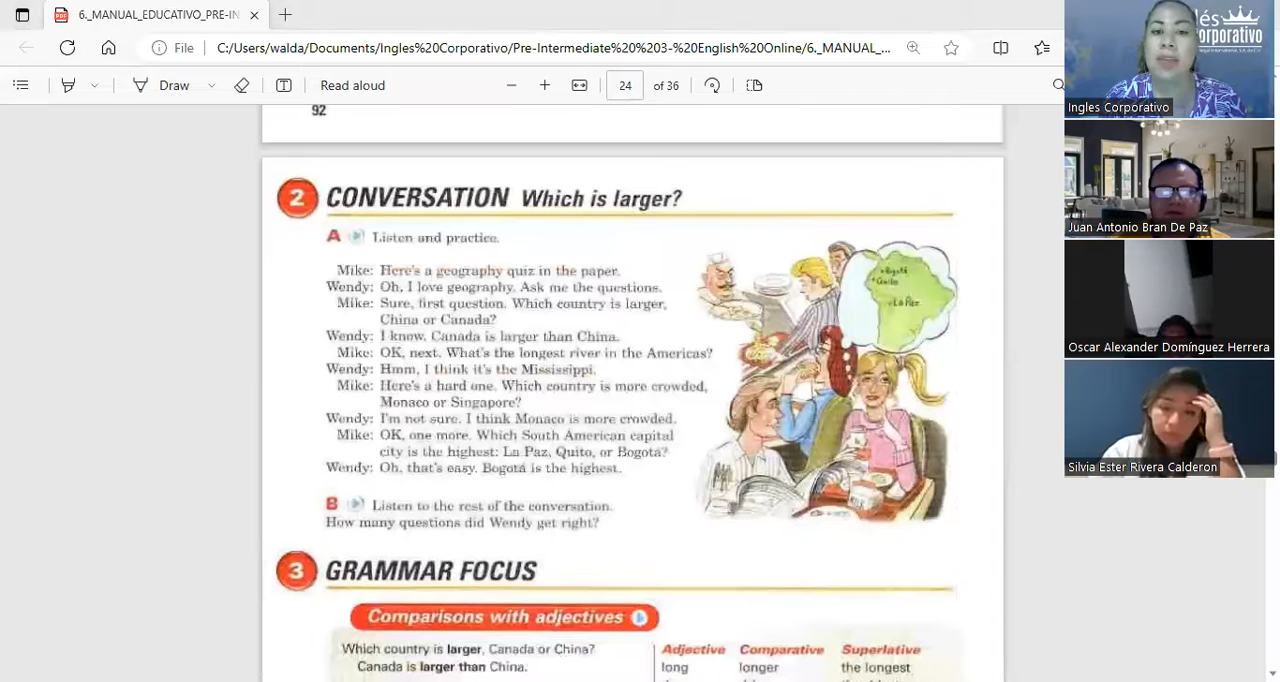 6._MANUAL_EDUCATIVO_PRE-IN
File
C:/Users/walda/Documents/Ingles%20Corporativo/Pre-Intermediate%20%203-%20English%20Online/6._MANUAL_...
Draw
Read aloud
24
of 36
92
2
CONVERSATION Which is larger?
A Listen and practice.
Mike: Here's a geography quiz in the paper.
Wendy: Oh, I love geography. Ask me the questions.
Mike: Sure, first question. Which country is larger,
China or Canada?
Wendy: I know. Canada is larger than China.
Mike: OK, next. What's the longest river in the Americas?
Wendy: Hmm, I think it's the Mississippi.
Mike: Here's a hard one. Which country is more crowded,
Monaco or Singapore?
Wendy: I'm not sure. I think Monaco is more crowded.
Mike: OK, one more. Which South American capital
city is the highest: La Paz, Quito, or Bogotá?
Wendy: Oh, that's easy. Bogotá is the highest.
Bogotá
Quito
La Paz
B Listen to the rest of the conversation.
How many questions did Wendy get right?
3
GRAMMAR FOCUS
Comparisons with adjectives
Which country is larger, Canada or China?
Canada is larger than China.
Adjective Comparative Superlative
long longer the longest
Ingles Corporativo
Juan Antonio Bran De Paz
Oscar Alexander Domínguez Herrera
Silvia Ester Rivera Calderon